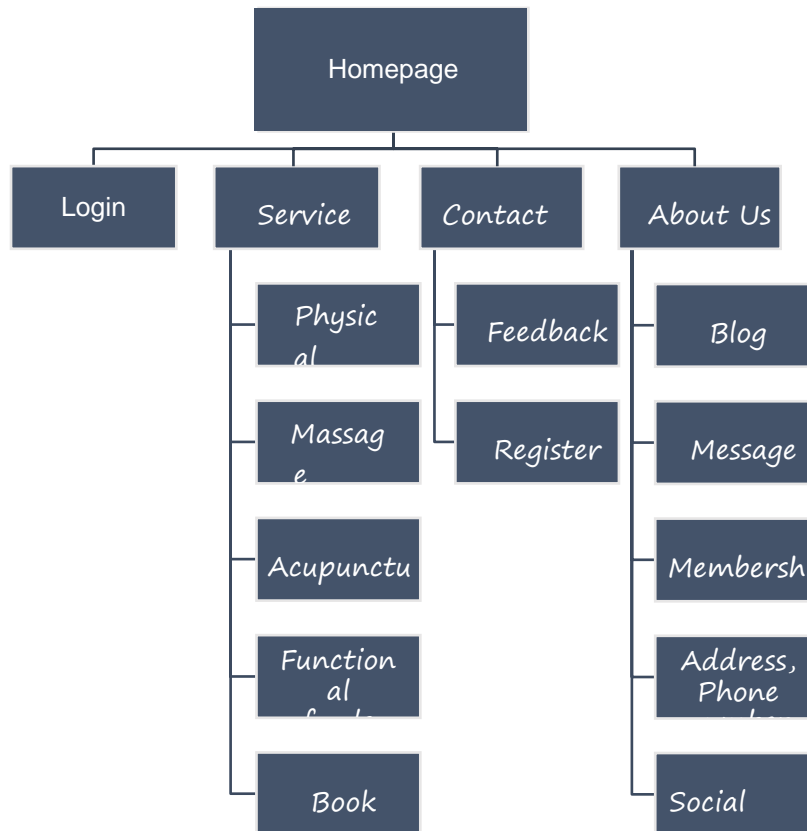 Homepage
Login
Service
Contact
About Us
Physic
al
Feedback
Blog
Massag
e
Register
Message
Acupunctu
Membersh
Function
al
Address,
Phone
Book
Social